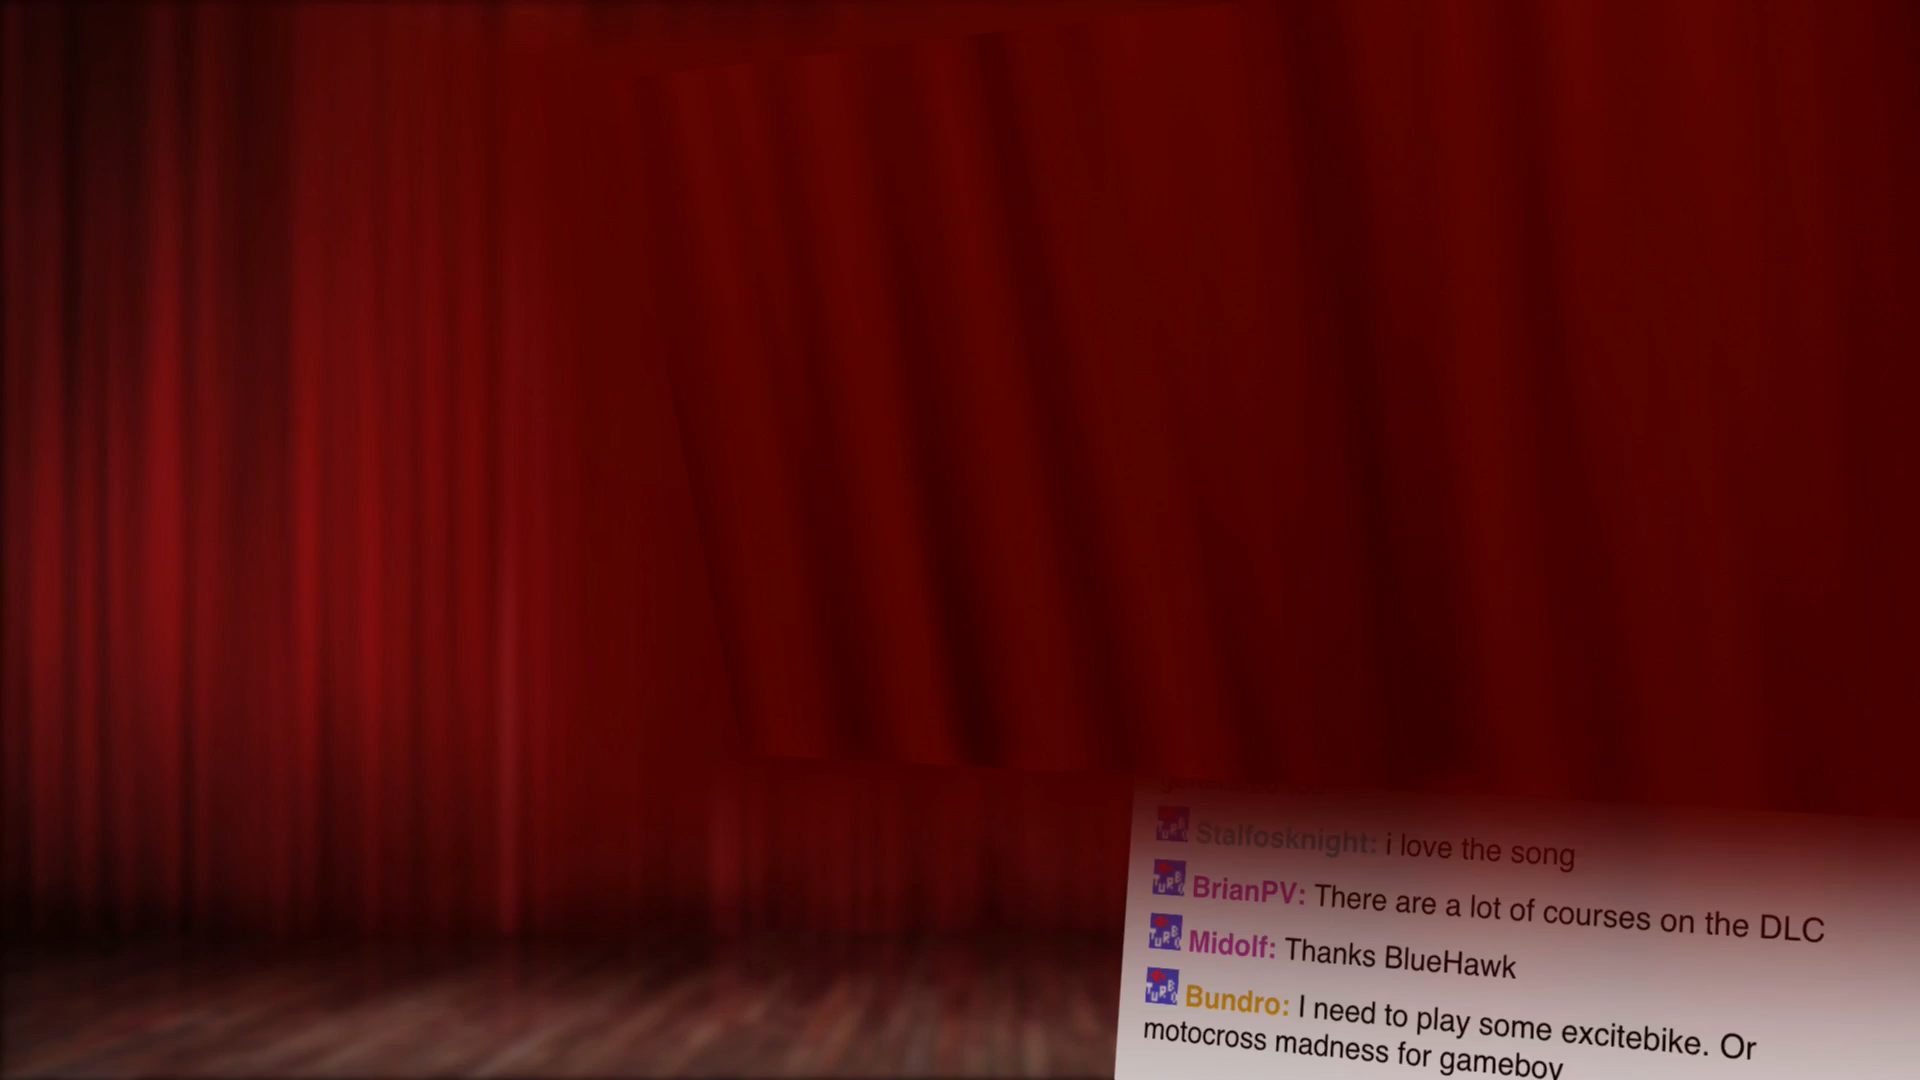 Stalfosknight: i love the song
BrianPV: There are a lot of courses on the DLC
Midolf: Thanks BlueHawk
Bundro: I need to play some excitebike. Or
motocross madness for gameboy